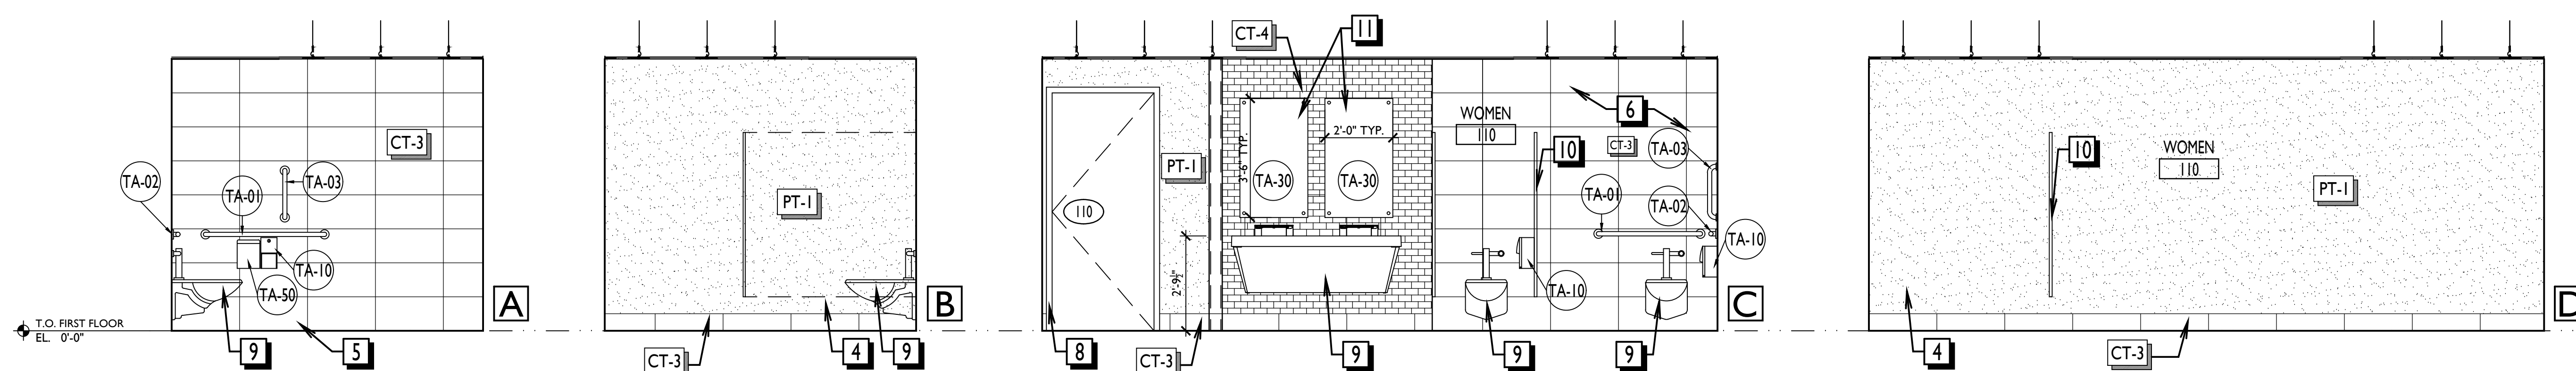 T.O. FIRST FLOOR
EL. 0'-0"
TA-02
TA-01
TA-03
CT-3
TA-10
TA-50
9
5
A
PT-1
CT-3
4
9
B
CT-4
11
PT-1
110
3'-6" TYP.
2'-0" TYP.
TA-30
TA-30
2'-9½"
WOMEN
110
10
6
CT-3
TA-03
TA-01
TA-02
TA-10
TA-10
8
CT-3
9
9
9
C
10
WOMEN
110
PT-1
4
CT-3
D